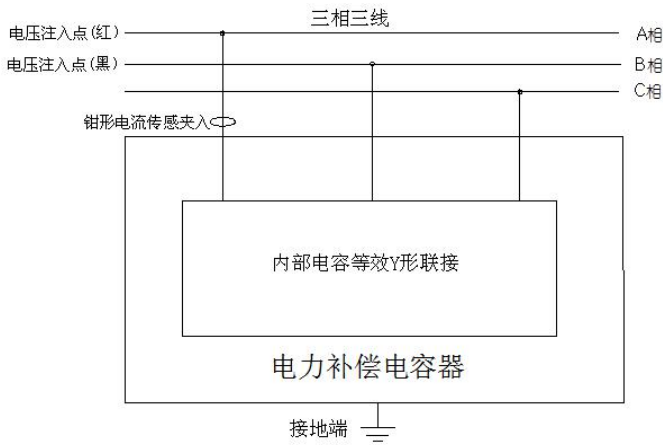 三相三线
电压注入点(红)
A相
电压注入点(黑)
B相
C相
钳形电流传感夹入
内部电容等效Y形联接
电力补偿电容器
接地端